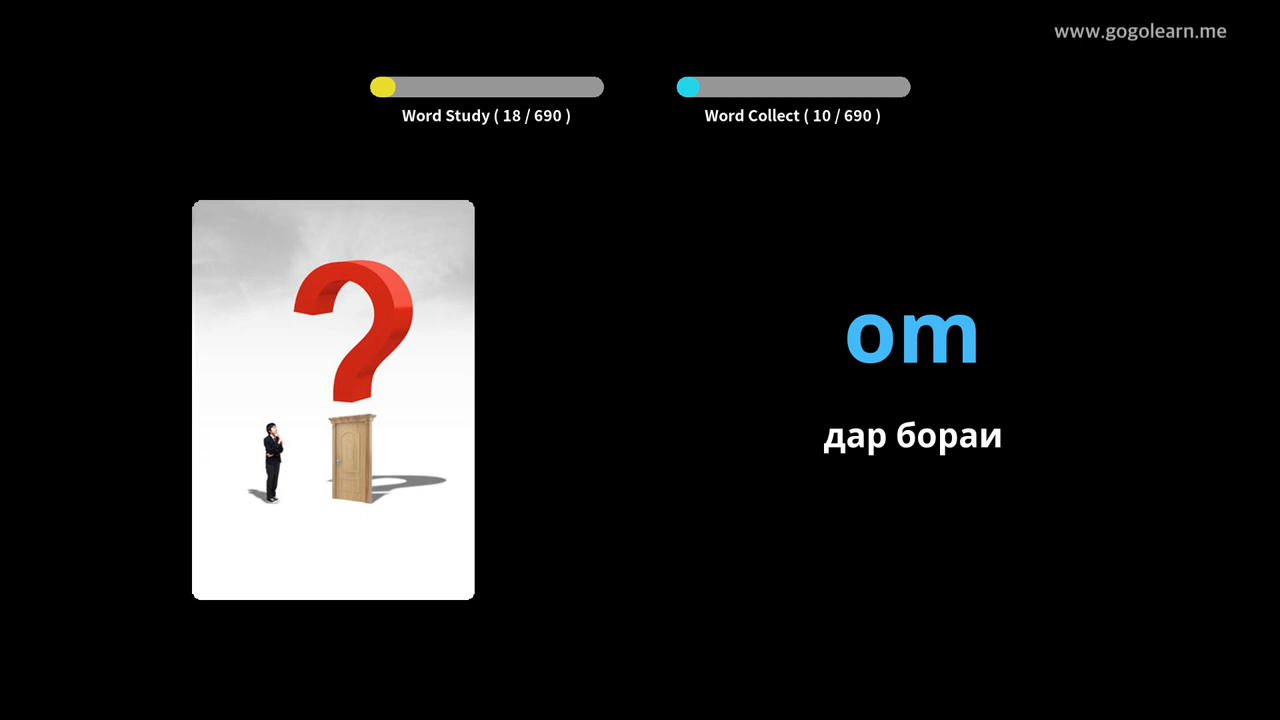 www.gogolearn.me
Word Study ( 18 / 690 )
Word Collect ( 10 / 690 )
om
дар бораи